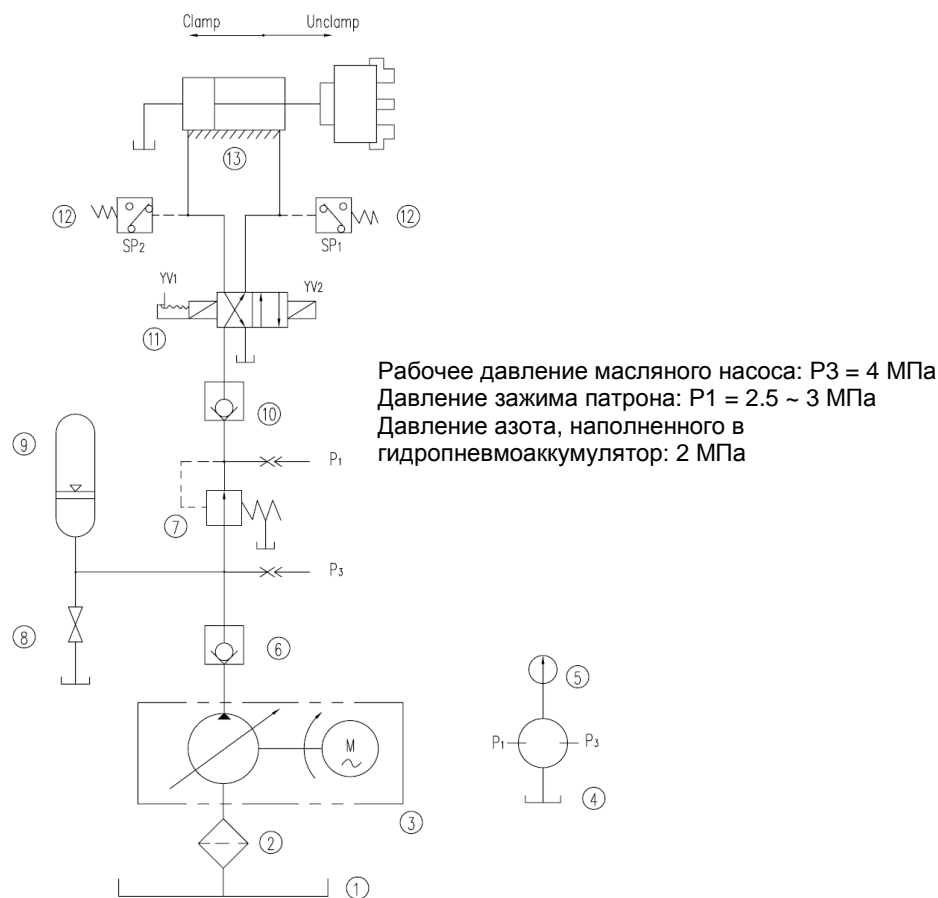 Clamp Unclamp
13
12 SP2 SP1 12
YV1 YV2
11
Рабочее давление масляного насоса: P3 = 4 МПа
Давление зажима патрона: P1 = 2.5 ~ 3 МПа
Давление азота, наполненного в
гидропневмоаккумулятор: 2 МПа
10
9
P1
7
P3
8
6
5
M
P1 P3
4
3
2
1